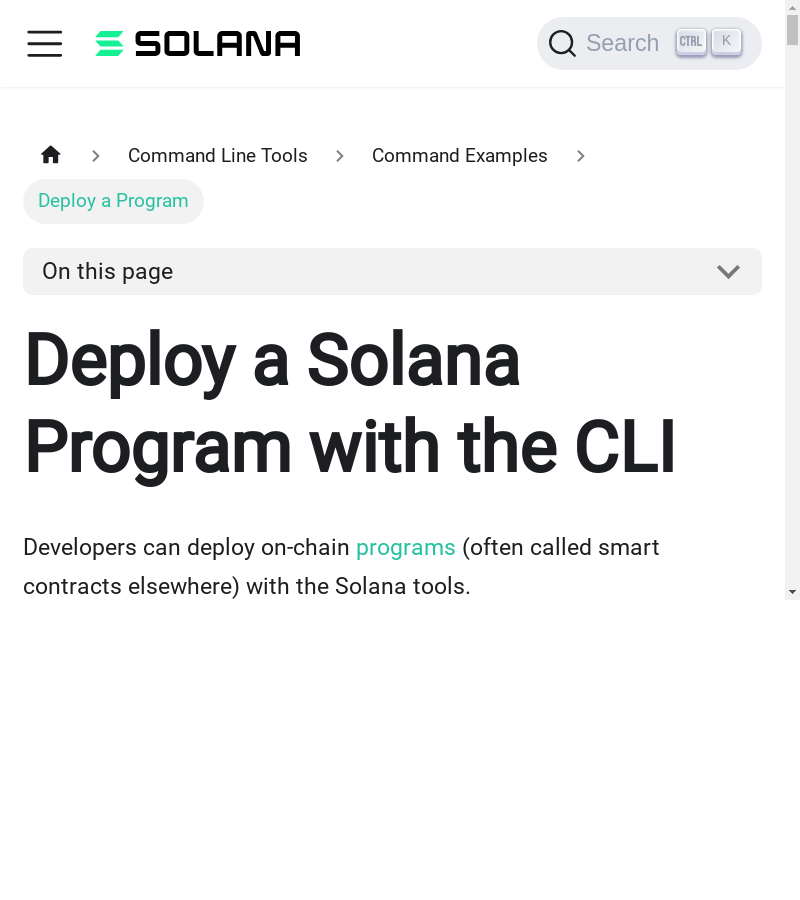 SOLANA
Search CTRL K
Command Line Tools Command Examples
Deploy a Program
On this page
Deploy a Solana
Program with the CLI
Developers can deploy on-chain programs (often called smart
contracts elsewhere) with the Solana tools.